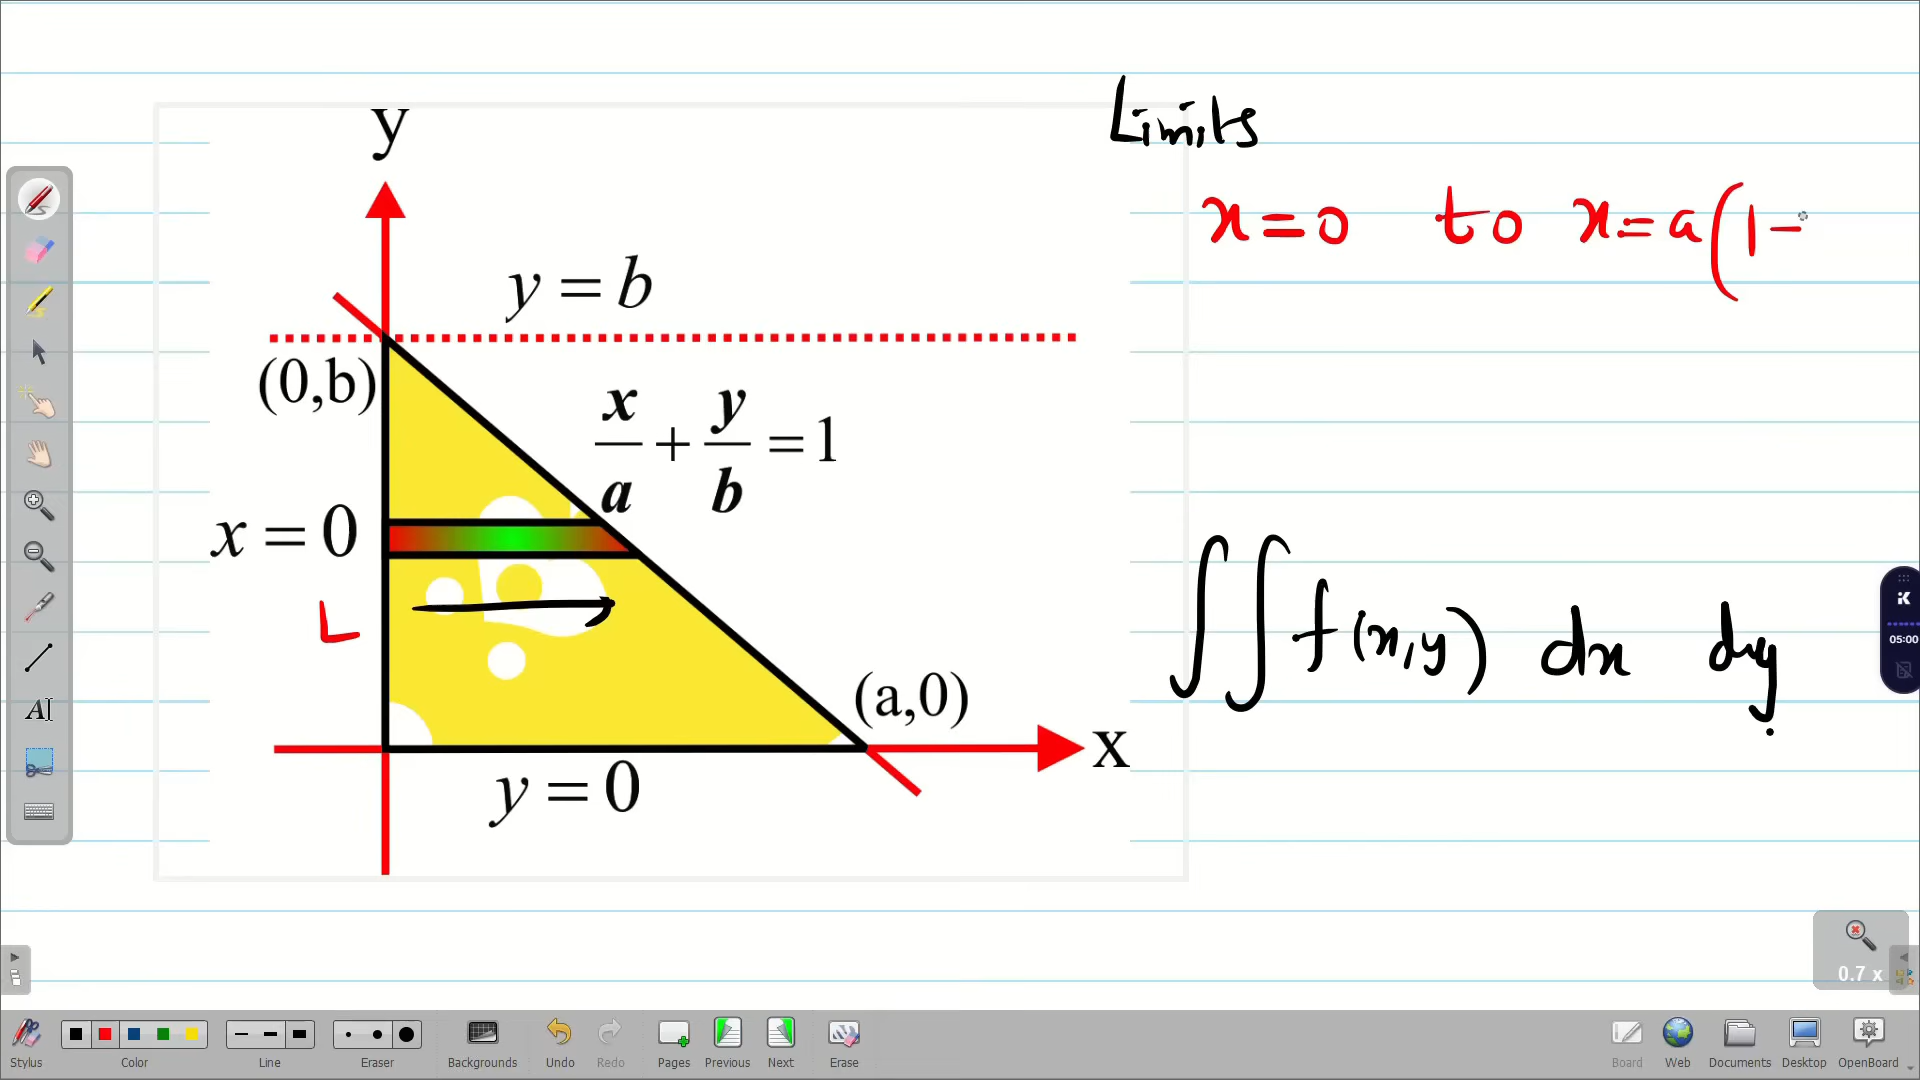 y
Limits
x=0 to x=a(1-
y = b
(0,b)
x/a + y/b = 1
x = 0
L
∫∫ f(x,y) dx dy
(a,0)
x
y = 0
A
05:00
0.7 x
Stylus Color Line Eraser Backgrounds Undo Redo Pages Previous Next Erase Board Web Documents Desktop OpenBoard